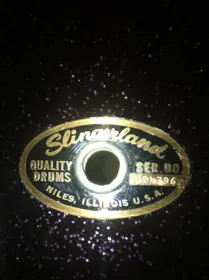 Slingerland
QUALITY
DRUMS
SER. NO.
NILES, ILLINOIS U.S.A.